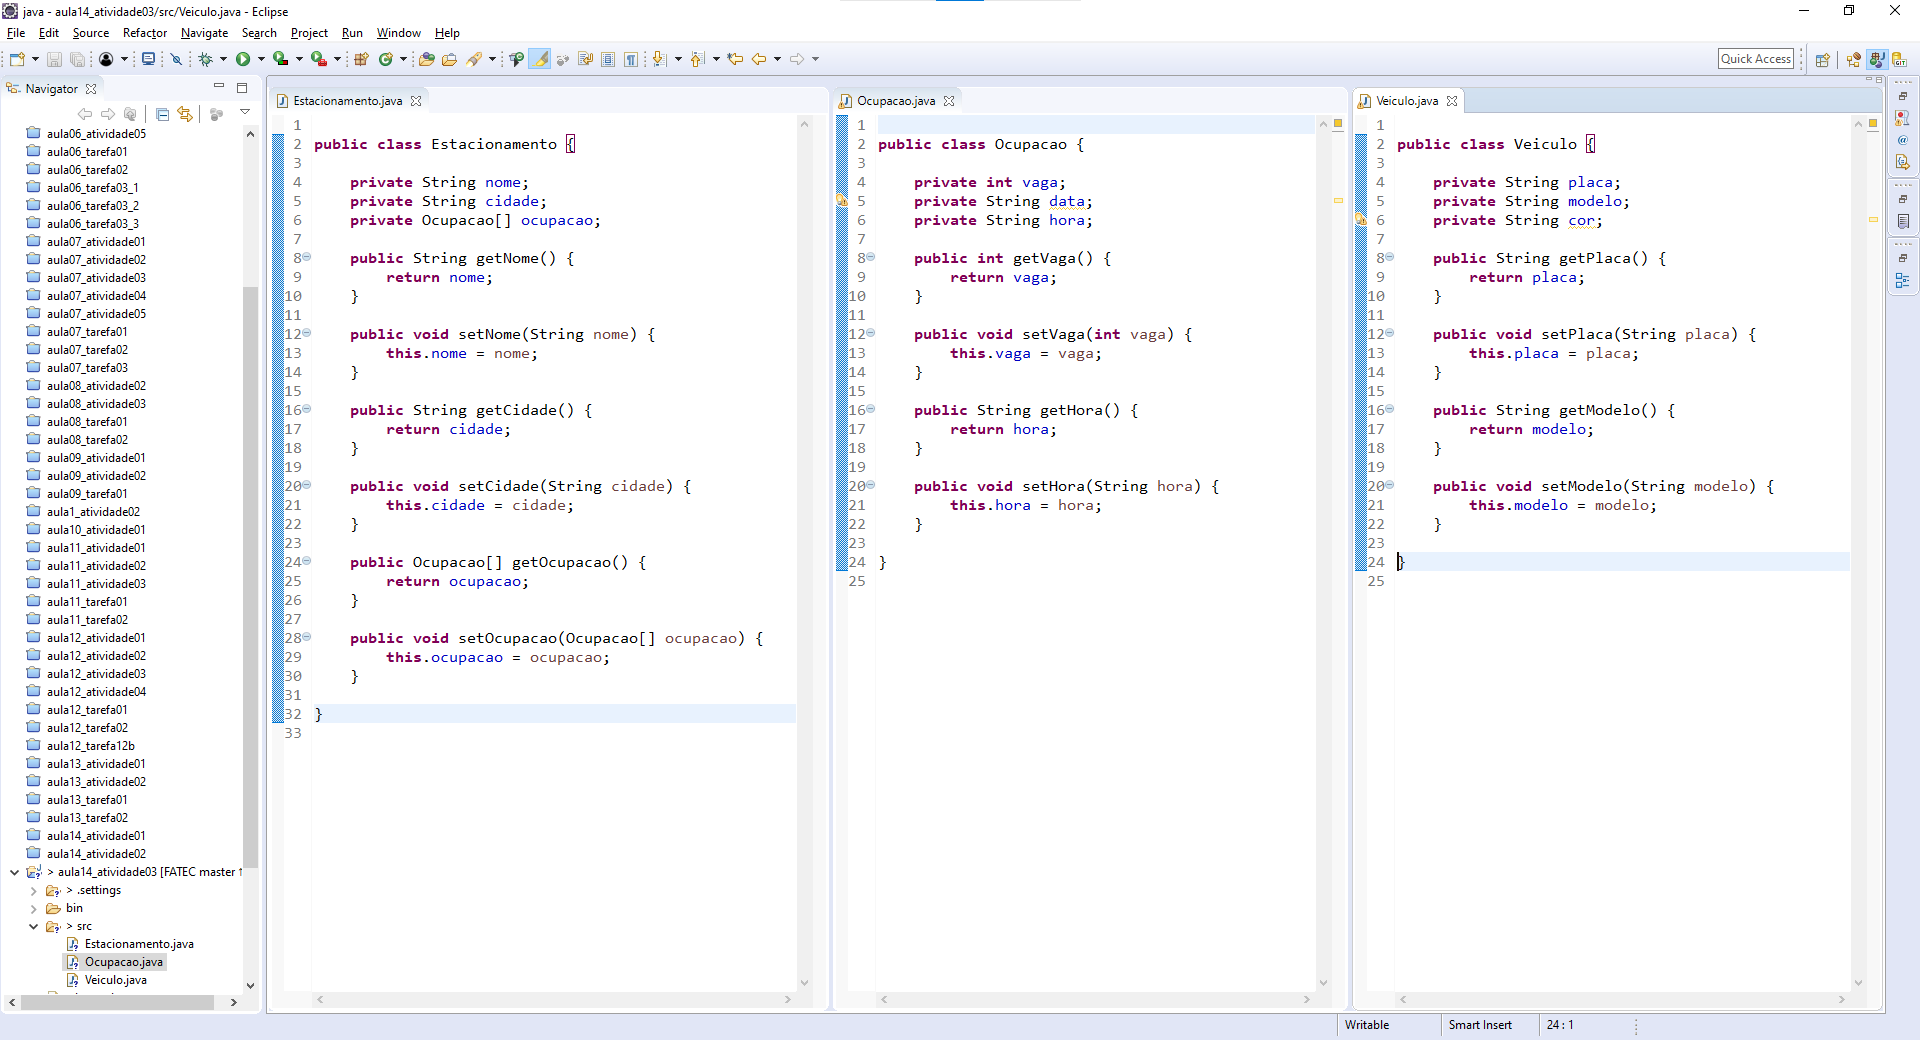 java - aula14_atividade03/src/Veiculo.java - Eclipse
File Edit Source Refactor Navigate Search Project Run Window Help
Quick Access
Navigator
aula06_atividade05
aula06_tarefa01
aula06_tarefa02
aula06_tarefa03_1
aula06_tarefa03_2
aula06_tarefa03_3
aula07_atividade01
aula07_atividade02
aula07_atividade03
aula07_atividade04
aula07_atividade05
aula07_tarefa01
aula07_tarefa02
aula07_tarefa03
aula08_atividade02
aula08_atividade03
aula08_tarefa01
aula08_tarefa02
aula09_atividade01
aula09_atividade02
aula09_tarefa01
aula1_atividade02
aula10_atividade01
aula11_atividade01
aula11_atividade02
aula11_atividade03
aula11_tarefa01
aula11_tarefa02
aula12_atividade01
aula12_atividade02
aula12_atividade03
aula12_atividade04
aula12_tarefa01
aula12_tarefa02
aula12_tarefa12b
aula13_atividade01
aula13_atividade02
aula13_tarefa01
aula13_tarefa02
aula14_atividade01
aula14_atividade02
> aula14_atividade03 [FATEC master ↑
> .settings
bin
> src
Estacionamento.java
Ocupacao.java
Veiculo.java
Estacionamento.java
1
2 public class Estacionamento {
3
4 private String nome;
5 private String cidade;
6 private Ocupacao[] ocupacao;
7
8 public String getNome() {
9 return nome;
10 }
11
12 public void setNome(String nome) {
13 this.nome = nome;
14 }
15
16 public String getCidade() {
17 return cidade;
18 }
19
20 public void setCidade(String cidade) {
21 this.cidade = cidade;
22 }
23
24 public Ocupacao[] getOcupacao() {
25 return ocupacao;
26 }
27
28 public void setOcupacao(Ocupacao[] ocupacao) {
29 this.ocupacao = ocupacao;
30 }
31
32 }
33
Ocupacao.java
1
2 public class Ocupacao {
3
4 private int vaga;
5 private String data;
6 private String hora;
7
8 public int getVaga() {
9 return vaga;
10 }
11
12 public void setVaga(int vaga) {
13 this.vaga = vaga;
14 }
15
16 public String getHora() {
17 return hora;
18 }
19
20 public void setHora(String hora) {
21 this.hora = hora;
22 }
23
24 }
25
Veiculo.java
1
2 public class Veiculo {
3
4 private String placa;
5 private String modelo;
6 private String cor;
7
8 public String getPlaca() {
9 return placa;
10 }
11
12 public void setPlaca(String placa) {
13 this.placa = placa;
14 }
15
16 public String getModelo() {
17 return modelo;
18 }
19
20 public void setModelo(String modelo) {
21 this.modelo = modelo;
22 }
23
24 }
25
Writable Smart Insert 24 : 1